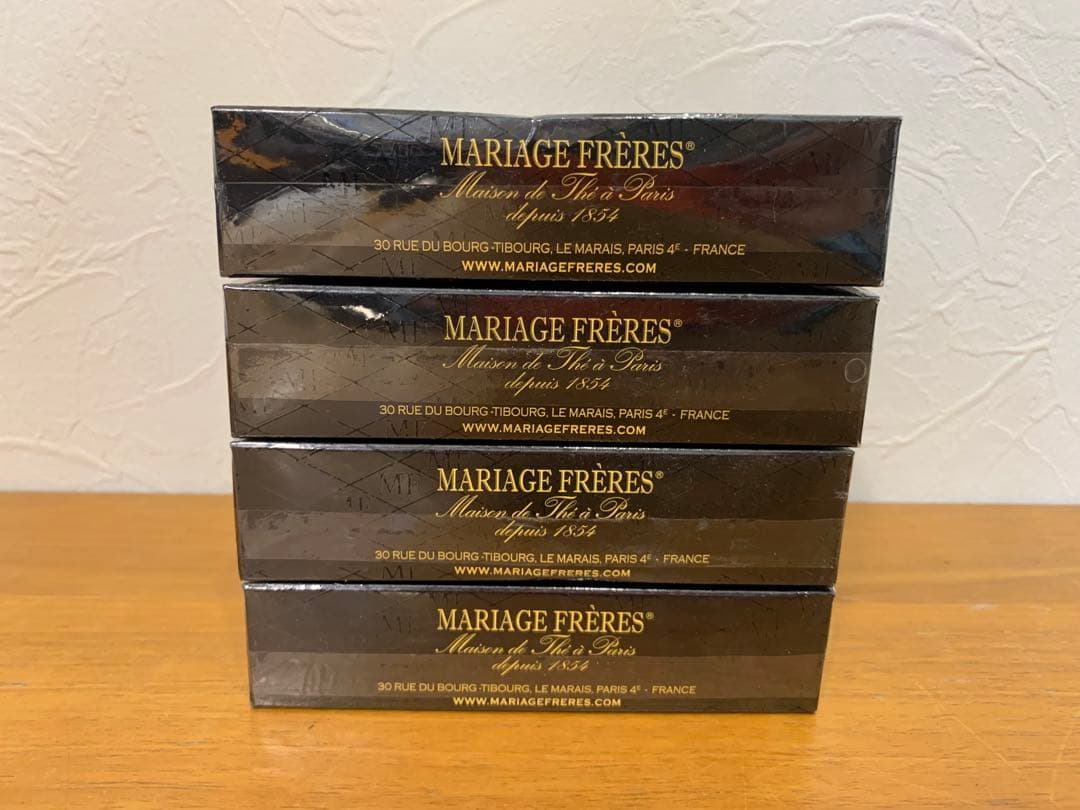 MARIAGE FRÈRES®
Maison de Thé à Paris
depuis 1854
30 RUE DU BOURG-TIBOURG, LE MARAIS, PARIS 4E - FRANCE
WWW.MARIAGEFRERES.COM
MARIAGE FRÈRES®
Maison de Thé à Paris
depuis 1854
30 RUE DU BOURG-TIBOURG, LE MARAIS, PARIS 4E - FRANCE
WWW.MARIAGEFRERES.COM
MARIAGE FRÈRES®
Maison de Thé à Paris
depuis 1854
30 RUE DU BOURG-TIBOURG, LE MARAIS, PARIS 4E - FRANCE
WWW.MARIAGEFRERES.COM
MARIAGE FRÈRES®
Maison de Thé à Paris
depuis 1854
30 RUE DU BOURG-TIBOURG, LE MARAIS, PARIS 4E - FRANCE
WWW.MARIAGEFRERES.COM